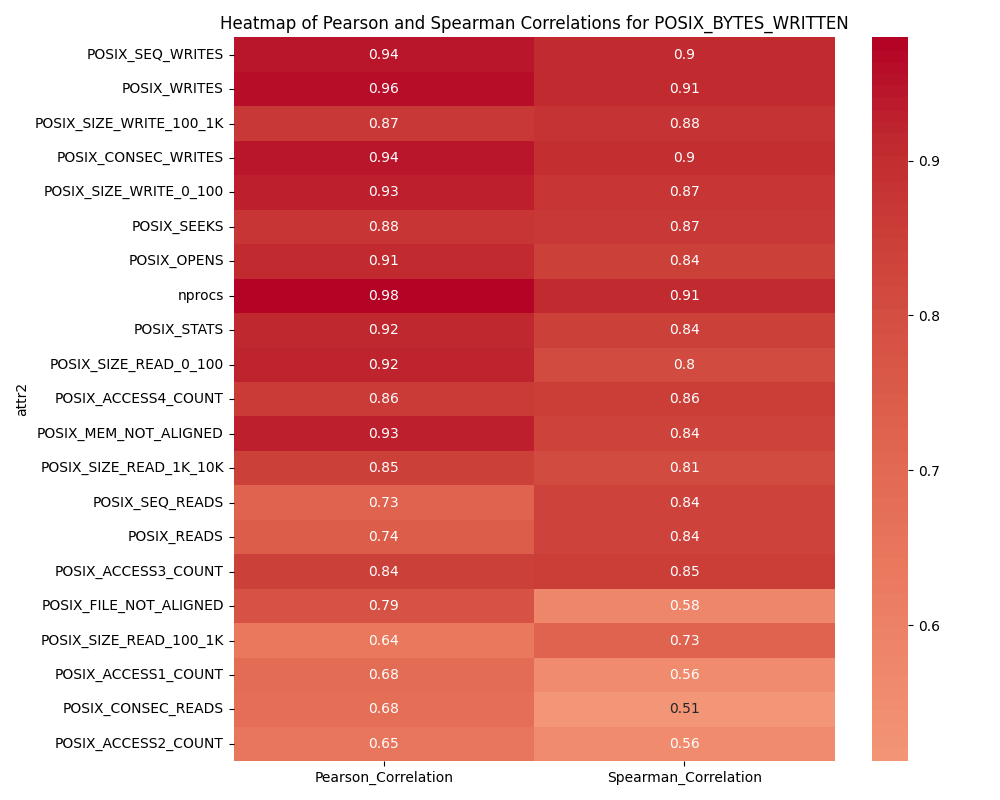 Heatmap of Pearson and Spearman Correlations for POSIX_BYTES_WRITTEN
POSIX_SEQ_WRITES 0.94 0.9
POSIX_WRITES 0.96 0.91
POSIX_SIZE_WRITE_100_1K 0.87 0.88
POSIX_CONSEC_WRITES 0.94 0.9
POSIX_SIZE_WRITE_0_100 0.93 0.87
POSIX_SEEKS 0.88 0.87
POSIX_OPENS 0.91 0.84
nprocs 0.98 0.91
POSIX_STATS 0.92 0.84
POSIX_SIZE_READ_0_100 0.92 0.8
POSIX_ACCESS4_COUNT 0.86 0.86
POSIX_MEM_NOT_ALIGNED 0.93 0.84
POSIX_SIZE_READ_1K_10K 0.85 0.81
POSIX_SEQ_READS 0.73 0.84
POSIX_READS 0.74 0.84
POSIX_ACCESS3_COUNT 0.84 0.85
POSIX_FILE_NOT_ALIGNED 0.79 0.58
POSIX_SIZE_READ_100_1K 0.64 0.73
POSIX_ACCESS1_COUNT 0.68 0.56
POSIX_CONSEC_READS 0.68 0.51
POSIX_ACCESS2_COUNT 0.65 0.56
Pearson_Correlation Spearman_Correlation
attr2
0.9
0.8
0.7
0.6